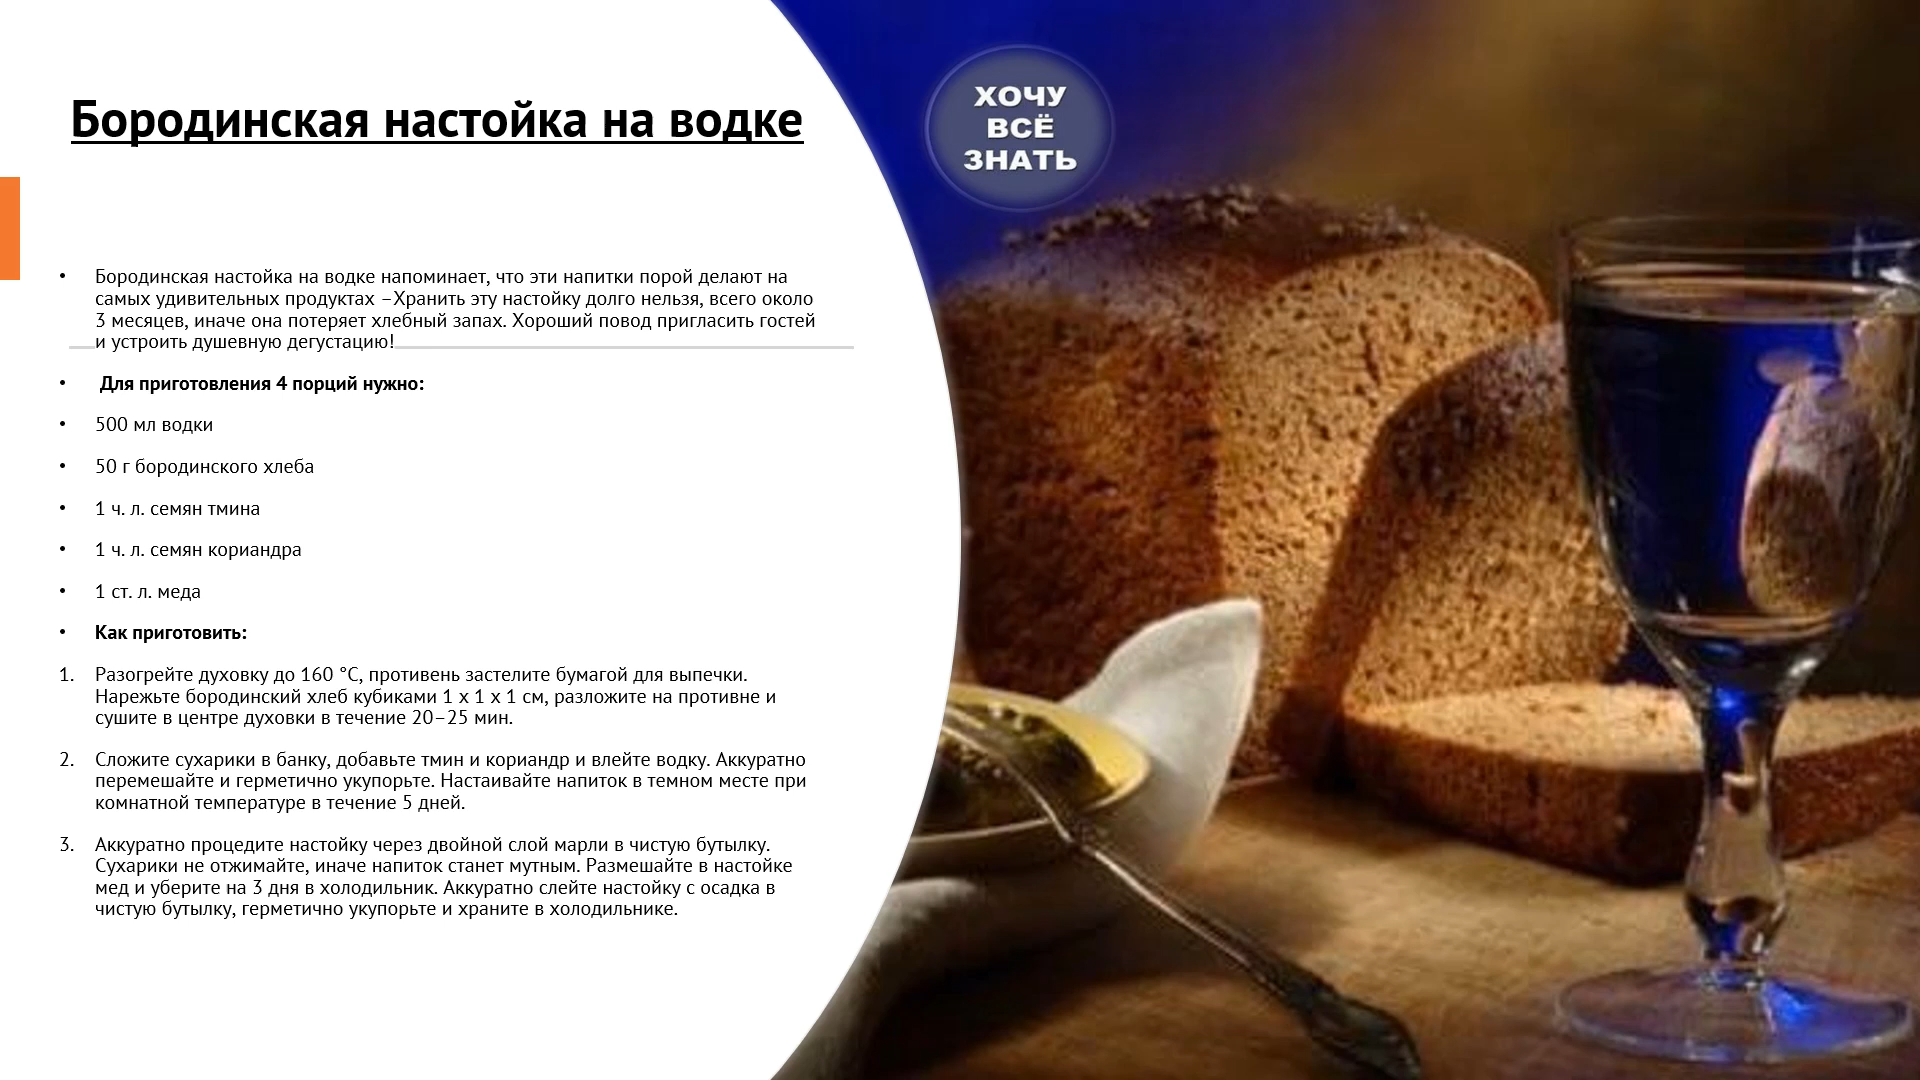 Бородинская настойка на водке
ХОЧУ
ВСЁ
ЗНАТЬ
• Бородинская настойка на водке напоминает, что эти напитки порой делают на
самых удивительных продуктах –Хранить эту настойку долго нельзя, всего около
3 месяцев, иначе она потеряет хлебный запах. Хороший повод пригласить гостей
и устроить душевную дегустацию!
• Для приготовления 4 порций нужно:
• 500 мл водки
• 50 г бородинского хлеба
• 1 ч. л. семян тмина
• 1 ч. л. семян кориандра
• 1 ст. л. меда
• Как приготовить:
1. Разогрейте духовку до 160 °C, противень застелите бумагой для выпечки.
Нарежьте бородинский хлеб кубиками 1 х 1 х 1 см, разложите на противне и
сушите в центре духовки в течение 20–25 мин.
2. Сложите сухарики в банку, добавьте тмин и кориандр и влейте водку. Аккуратно
перемешайте и герметично укупорьте. Настаивайте напиток в темном месте при
комнатной температуре в течение 5 дней.
3. Аккуратно процедите настойку через двойной слой марли в чистую бутылку.
Сухарики не отжимайте, иначе напиток станет мутным. Размешайте в настойке
мед и уберите на 3 дня в холодильник. Аккуратно слейте настойку с осадка в
чистую бутылку, герметично укупорьте и храните в холодильнике.